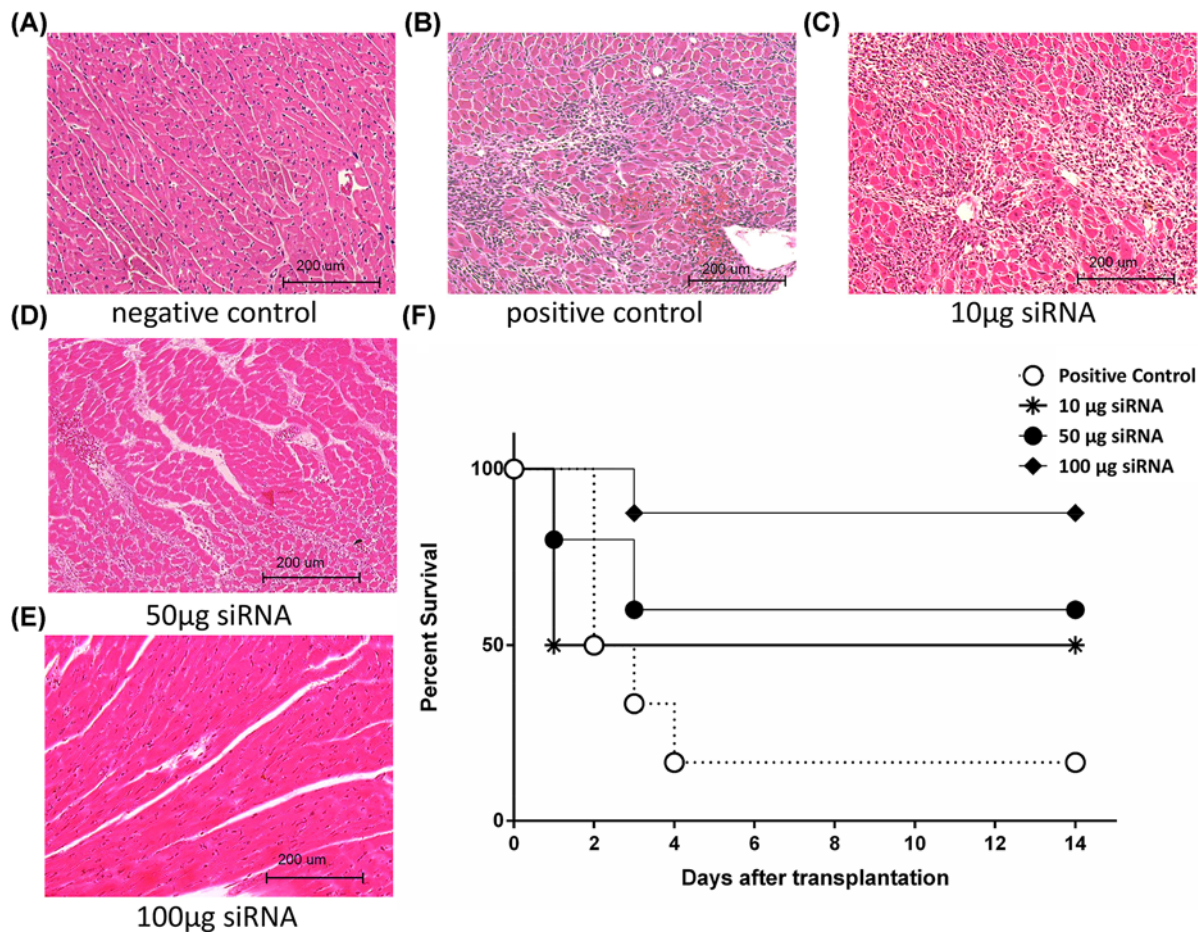 (A)
(B)
(C)
200 um
200 um
200 um
negative control
positive control
10µg siRNA
(D)
(F)
200 um
50µg siRNA
(E)
200 um
100µg siRNA
Positive Control
10 µg siRNA
50 µg siRNA
100 µg siRNA
Percent Survival
100
50
0
0 2 4 6 8 10 12 14
Days after transplantation